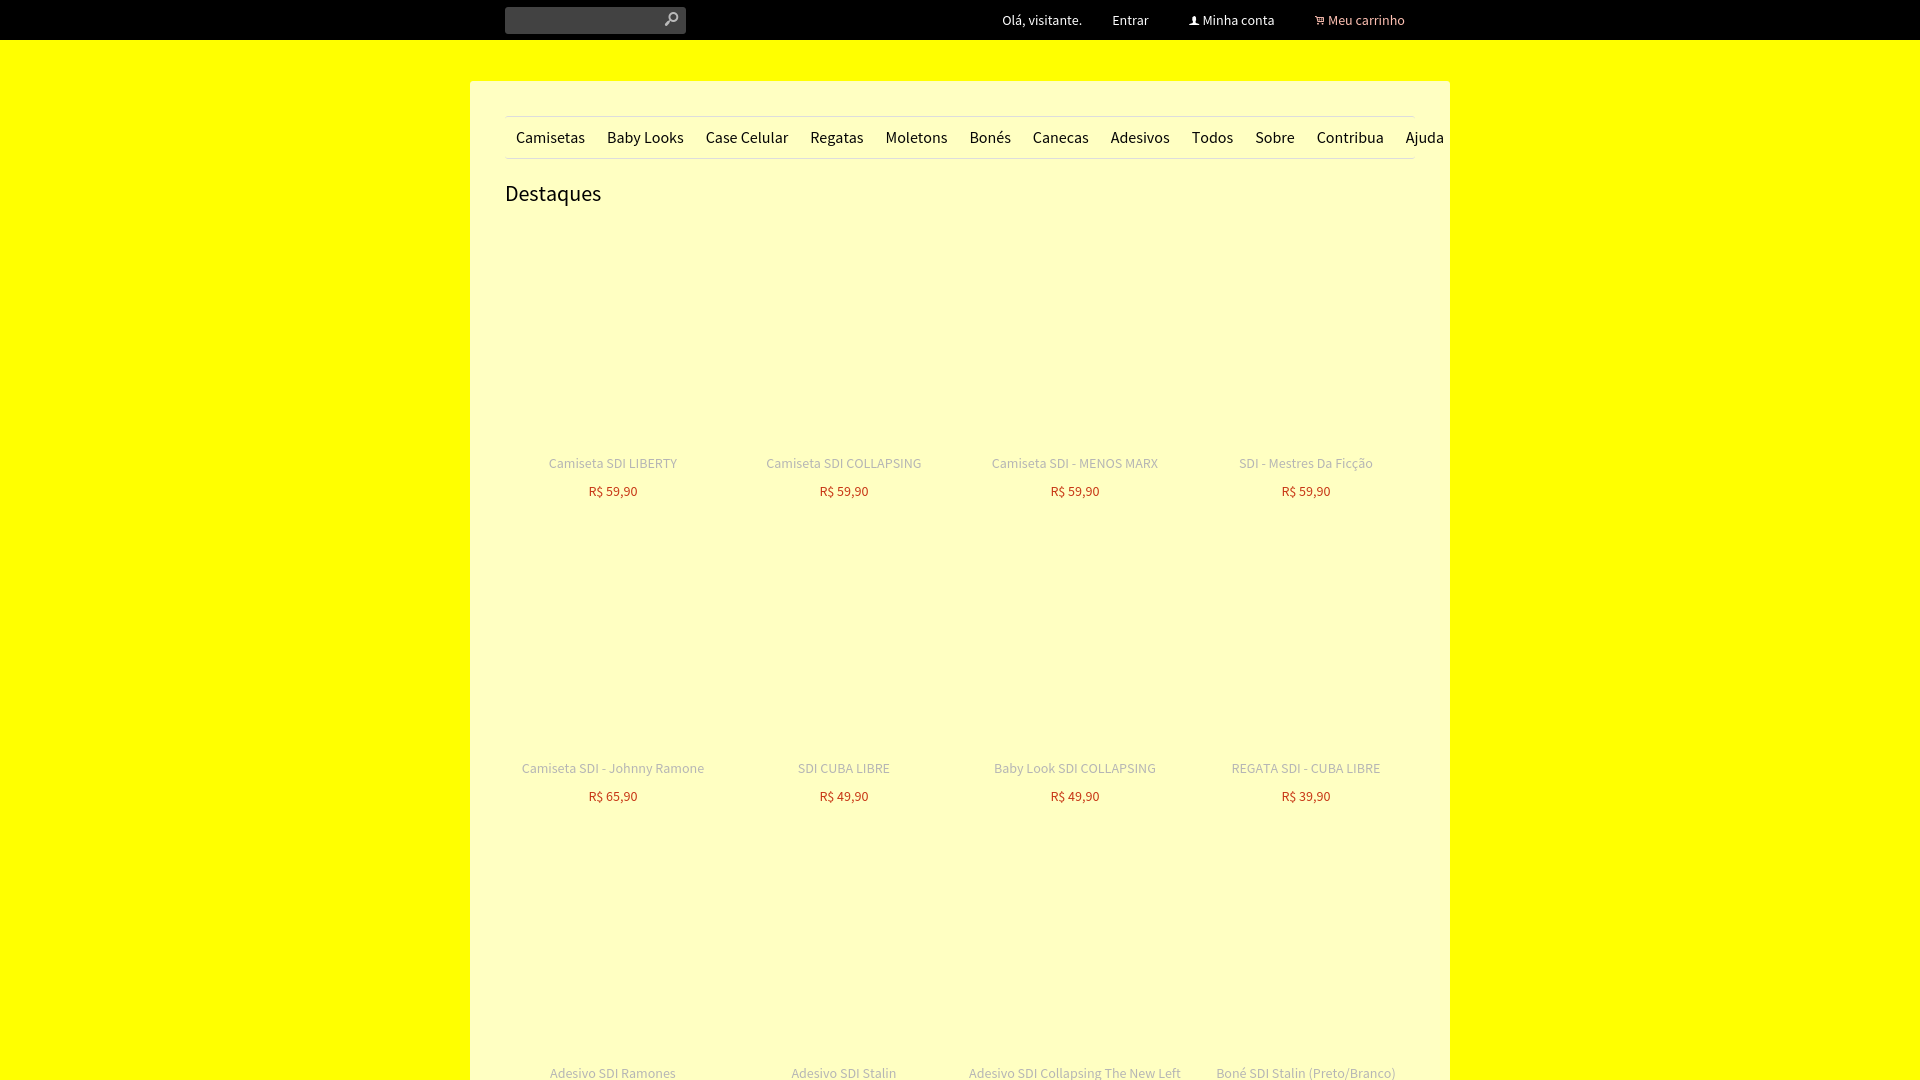 Olá, visitante. Entrar Minha conta Meu carrinho
Camisetas Baby Looks Case Celular Regatas Moletons Bonés Canecas Adesivos Todos Sobre Contribua Ajuda
Destaques
Camiseta SDI LIBERTY Camiseta SDI COLLAPSING Camiseta SDI - MENOS MARX SDI - Mestres Da Ficção
R$ 59,90 R$ 59,90 R$ 59,90 R$ 59,90
Camiseta SDI - Johnny Ramone SDI CUBA LIBRE Baby Look SDI COLLAPSING REGATA SDI - CUBA LIBRE
R$ 65,90 R$ 49,90 R$ 49,90 R$ 39,90
Adesivo SDI Ramones Adesivo SDI Stalin Adesivo SDI Collapsing The New Left Boné SDI Stalin (Preto/Branco)